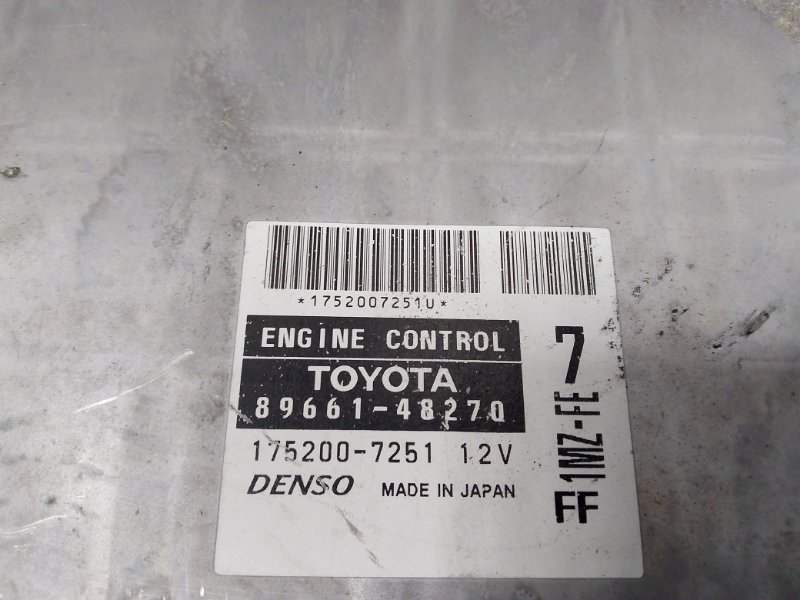 *1752007251U*
ENGINE CONTROL
TOYOTA
89661-48270
175200-7251 12V
DENSO MADE IN JAPAN
7
1MZ-FE
FF